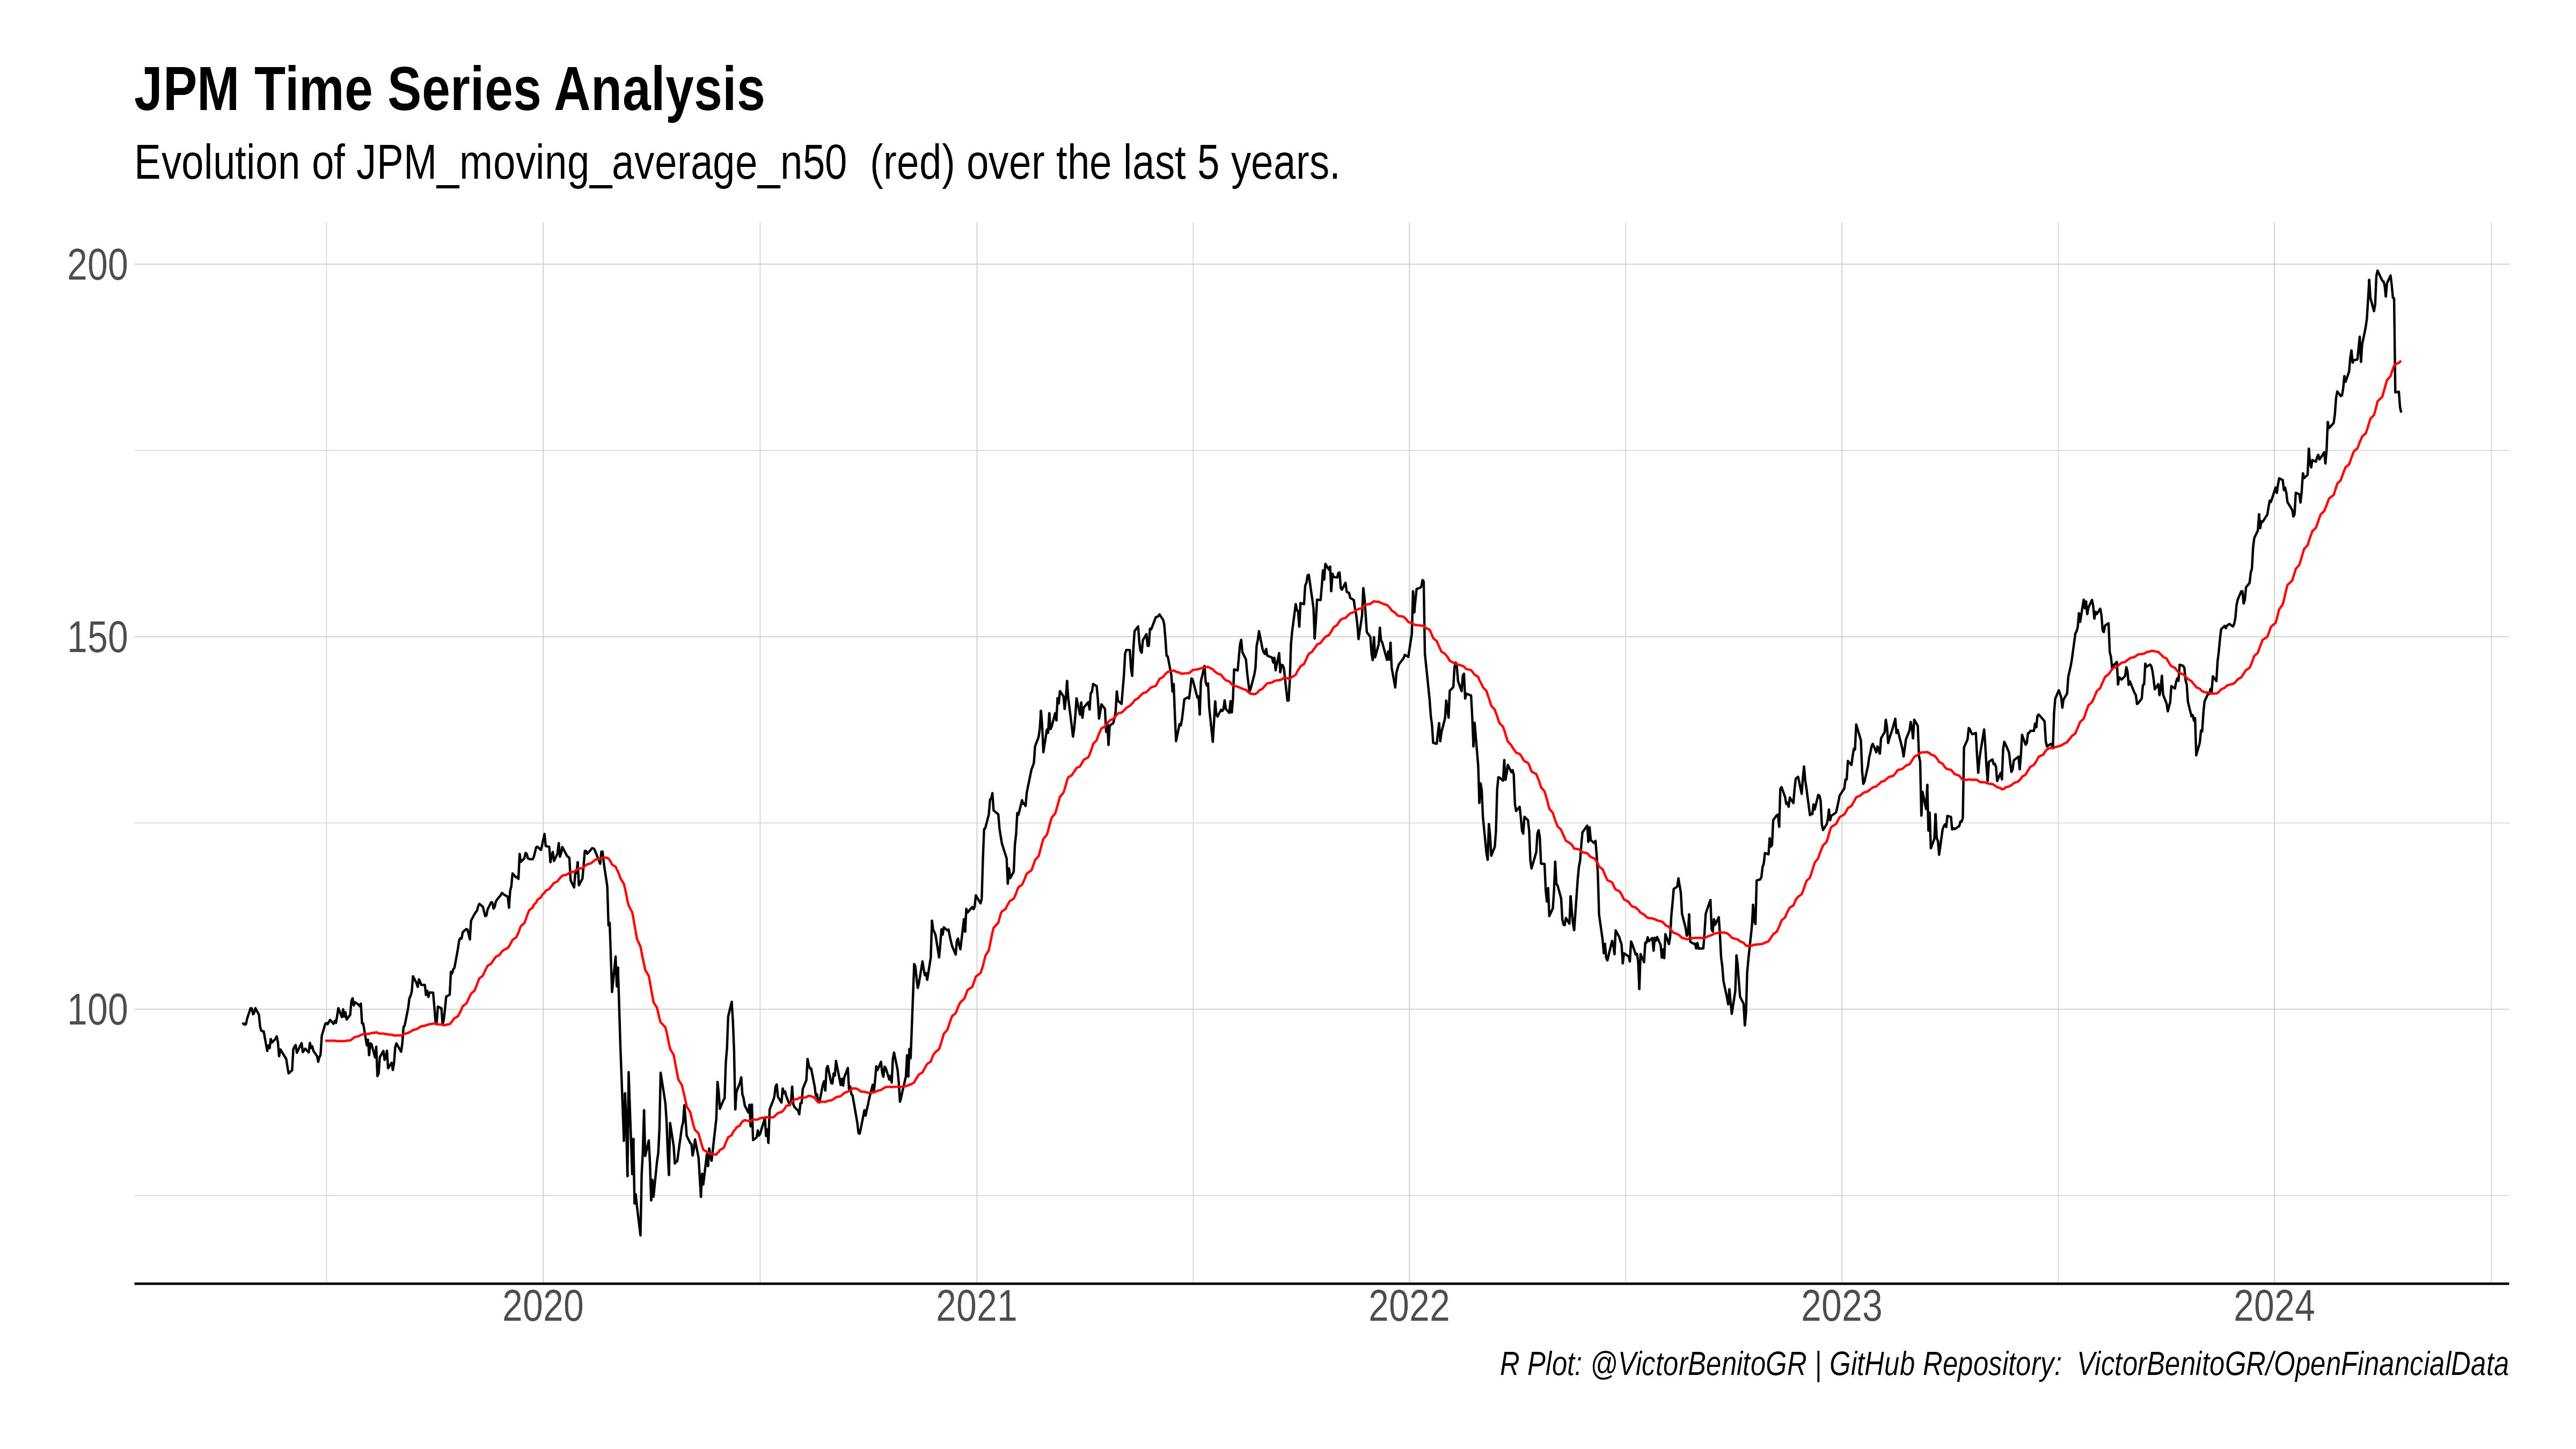 JPM Time Series Analysis
Evolution of JPM_moving_average_n50  (red) over the last 5 years.
200
150
100
2020 2021 2022 2023 2024
R Plot: @VictorBenitoGR | GitHub Repository:  VictorBenitoGR/OpenFinancialData